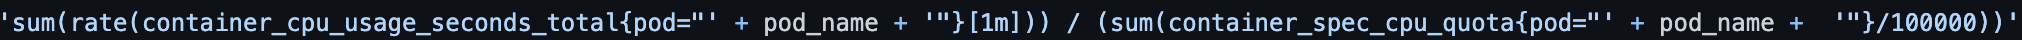 'sum(rate(container_cpu_usage_seconds_total{pod="' + pod_name + '"}[1m])) / (sum(container_spec_cpu_quota{pod="' + pod_name +  '"}/100000))'